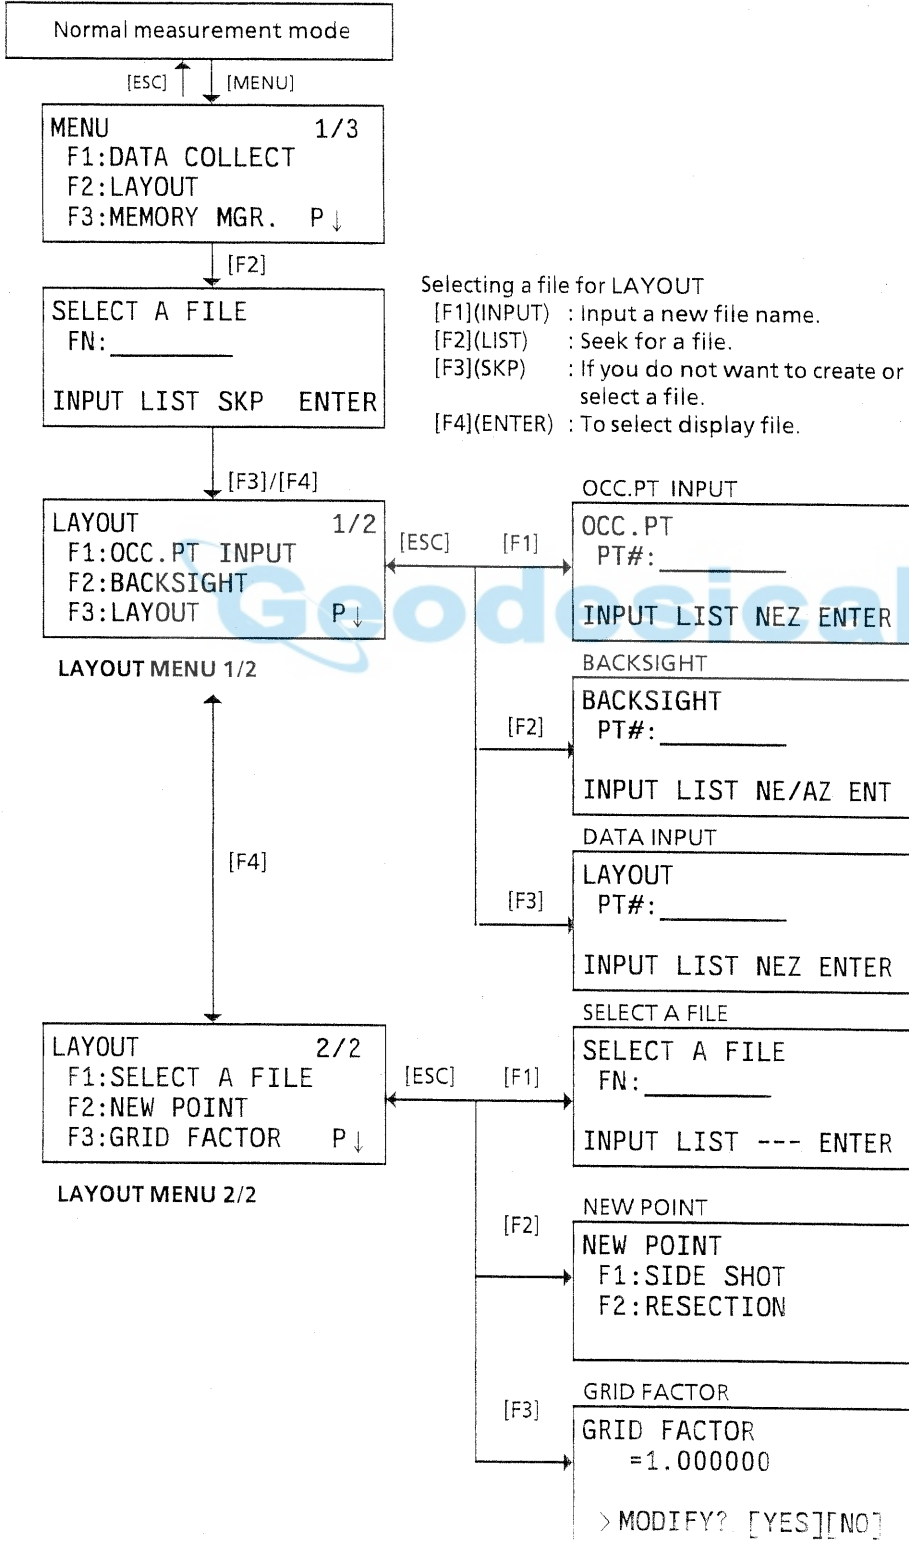 Normal measurement mode
[ESC] [MENU]
MENU 1/3
F1:DATA COLLECT
F2:LAYOUT
F3:MEMORY MGR. P↓
[F2]
SELECT A FILE
FN:
INPUT LIST SKP ENTER
Selecting a file for LAYOUT
[F1](INPUT) : Input a new file name.
[F2](LIST) : Seek for a file.
[F3](SKP) : If you do not want to create or
select a file.
[F4](ENTER) : To select display file.
[F3]/[F4]
LAYOUT 1/2
F1:OCC.PT INPUT
F2:BACKSIGHT
F3:LAYOUT P↓
LAYOUT MENU 1/2
[ESC] [F1]
OCC.PT INPUT
OCC.PT
PT#:
INPUT LIST NEZ ENTER
Geodesical
[F2]
BACKSIGHT
BACKSIGHT
PT#:
INPUT LIST NE/AZ ENT
[F3]
DATA INPUT
LAYOUT
PT#:
INPUT LIST NEZ ENTER
[F4]
LAYOUT 2/2
F1:SELECT A FILE
F2:NEW POINT
F3:GRID FACTOR P↓
LAYOUT MENU 2/2
[ESC] [F1]
SELECT A FILE
SELECT A FILE
FN:
INPUT LIST --- ENTER
[F2]
NEW POINT
NEW POINT
F1:SIDE SHOT
F2:RESECTION
[F3]
GRID FACTOR
GRID FACTOR
=1.000000
>MODIFY? [YES][NO]